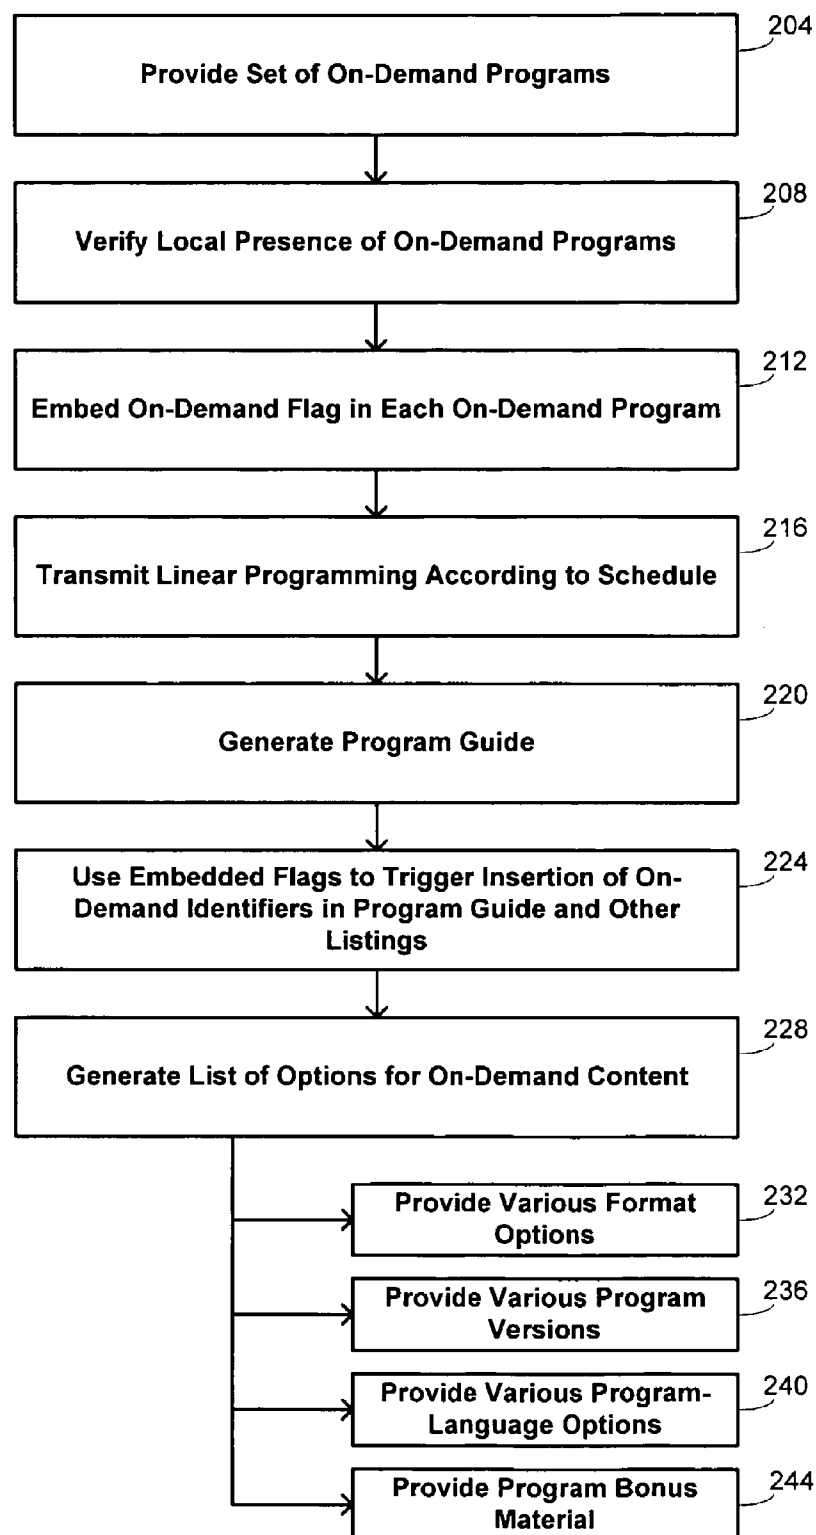 204
Provide Set of On-Demand Programs
208
Verify Local Presence of On-Demand Programs
212
Embed On-Demand Flag in Each On-Demand Program
216
Transmit Linear Programming According to Schedule
220
Generate Program Guide
224
Use Embedded Flags to Trigger Insertion of On-
Demand Identifiers in Program Guide and Other
Listings
228
Generate List of Options for On-Demand Content
232
Provide Various Format
Options
236
Provide Various Program
Versions
240
Provide Various Program-
Language Options
244
Provide Program Bonus
Material